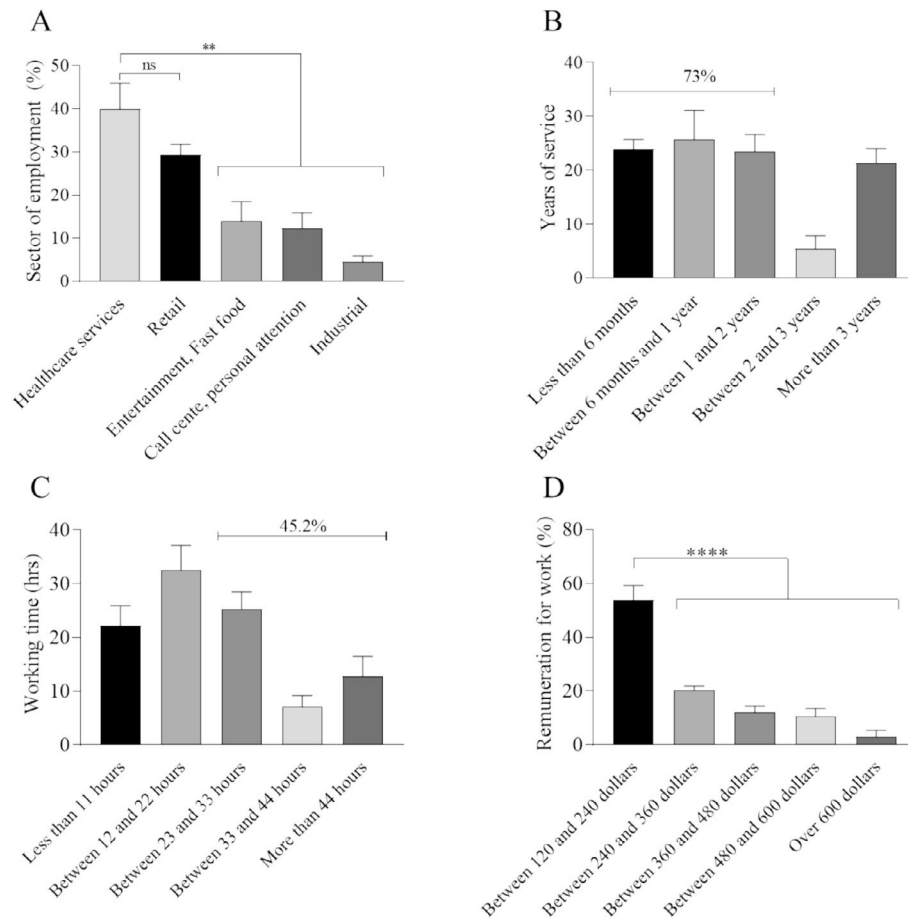 A
Sector of employment (%)
50
40
30
20
10
0
**
ns
Healthcare services
Retail
Entertainment, Fast food
Call cente, personal attention
Industrial
B
Years of service
40
30
20
10
0
73%
Less than 6 months
Between 6 months and 1 year
Between 1 and 2 years
Between 2 and 3 years
More than 3 years
C
Working time (hrs)
40
30
20
10
0
45.2%
Less than 11 hours
Between 12 and 22 hours
Between 23 and 33 hours
Between 33 and 44 hours
More than 44 hours
D
Remuneration for work (%)
80
60
40
20
0
****
Between 120 and 240 dollars
Between 240 and 360 dollars
Between 360 and 480 dollars
Between 480 and 600 dollars
Over 600 dollars